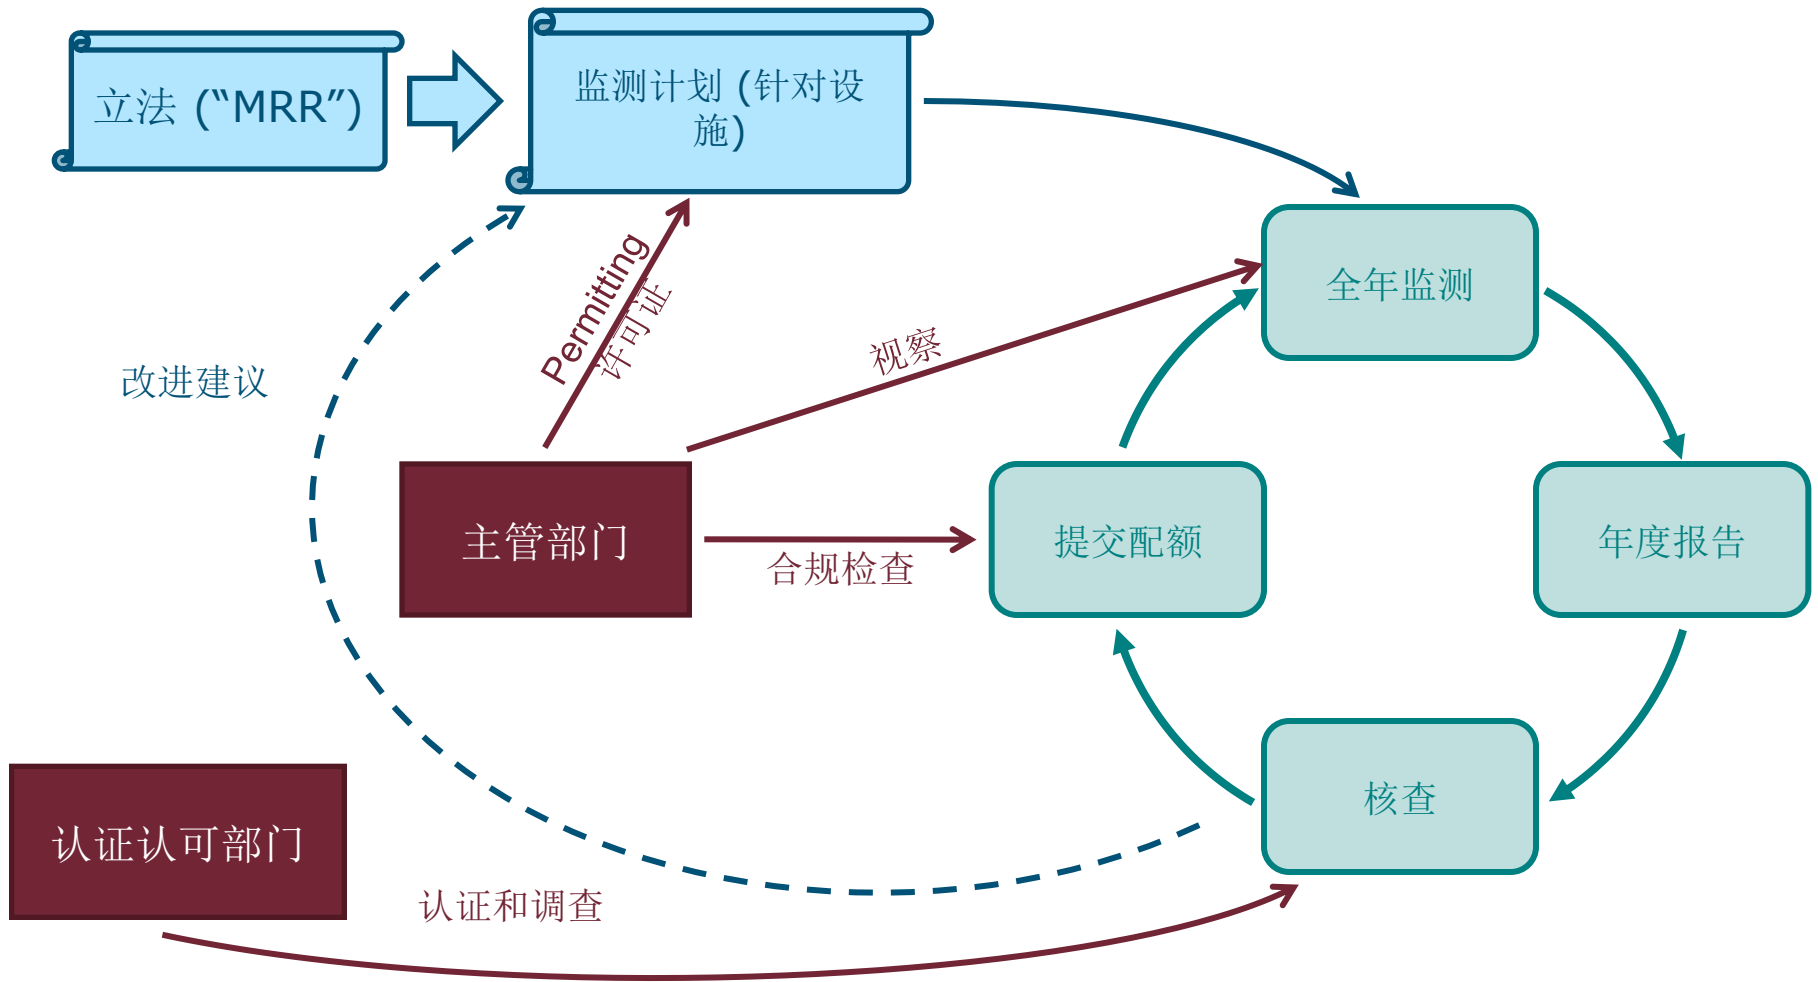 立法 (“MRR”)
监测计划 (针对设
施)
全年监测
Permitting
许可证
视察
改进建议
主管部门
合规检查
提交配额
年度报告
核查
认证认可部门
认证和调查